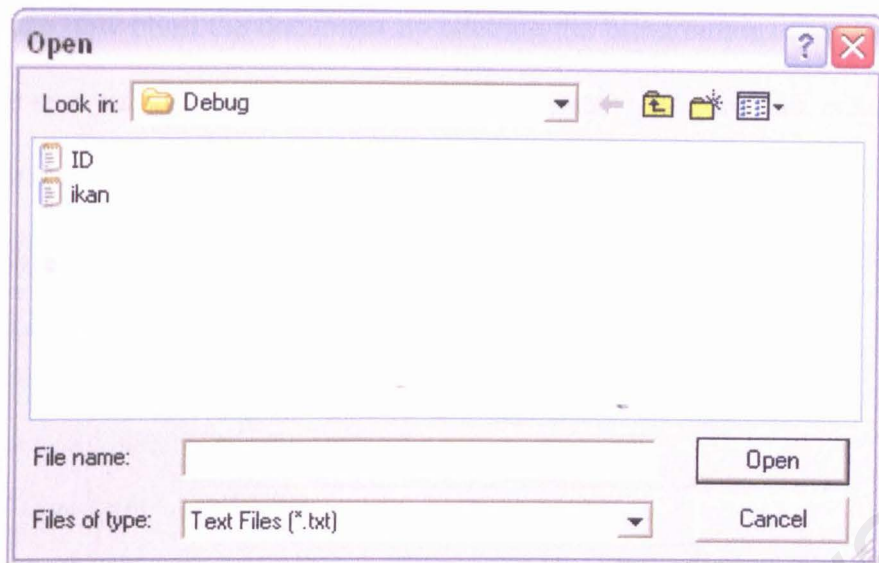 Open
Look in: Debug
ID
ikan
File name:
Open
Files of type: Text Files (*.txt)
Cancel